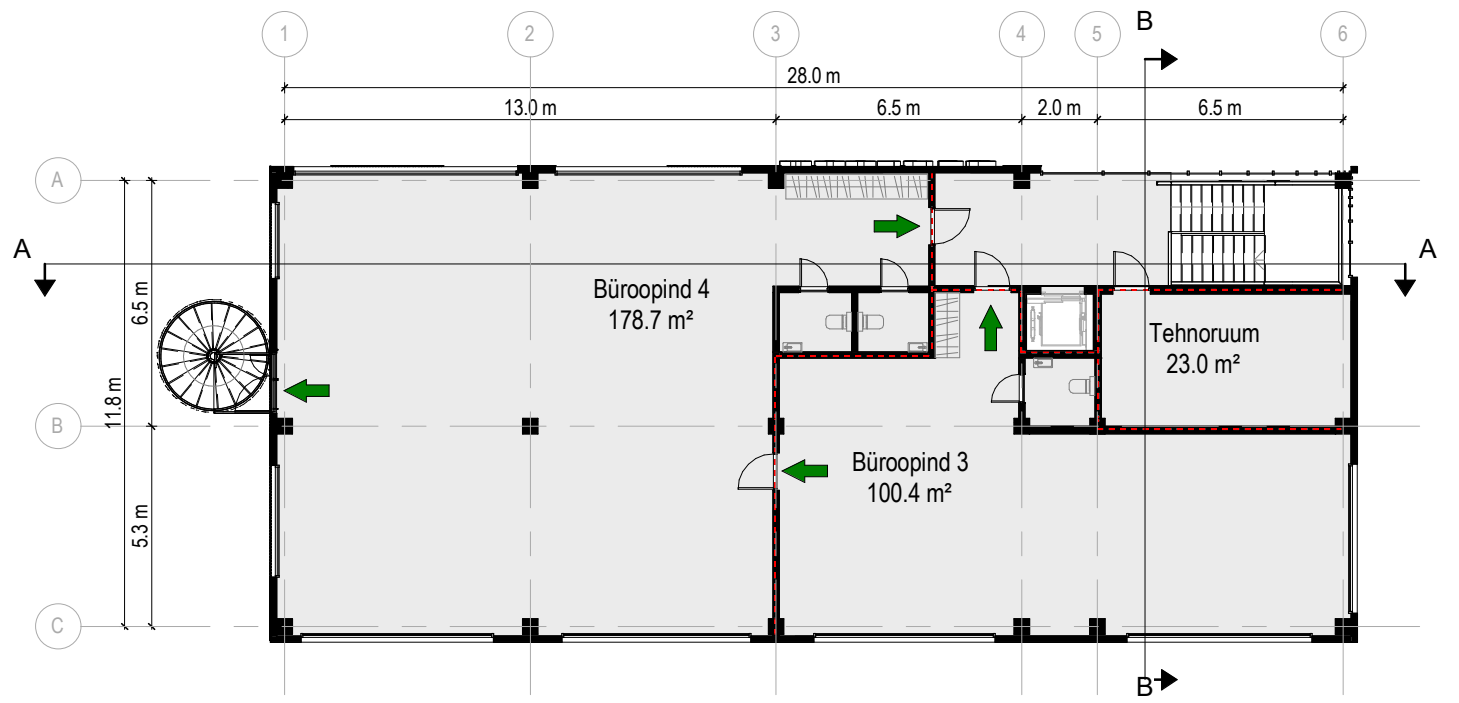 1
2
3
4
5
B
6
28.0 m
13.0 m
6.5 m
2.0 m
6.5 m
A
A
A
6.5 m
11.8 m
5.3 m
Büroopind 4
178.7 m²
Tehnoruum
23.0 m²
B
Büroopind 3
100.4 m²
C
B